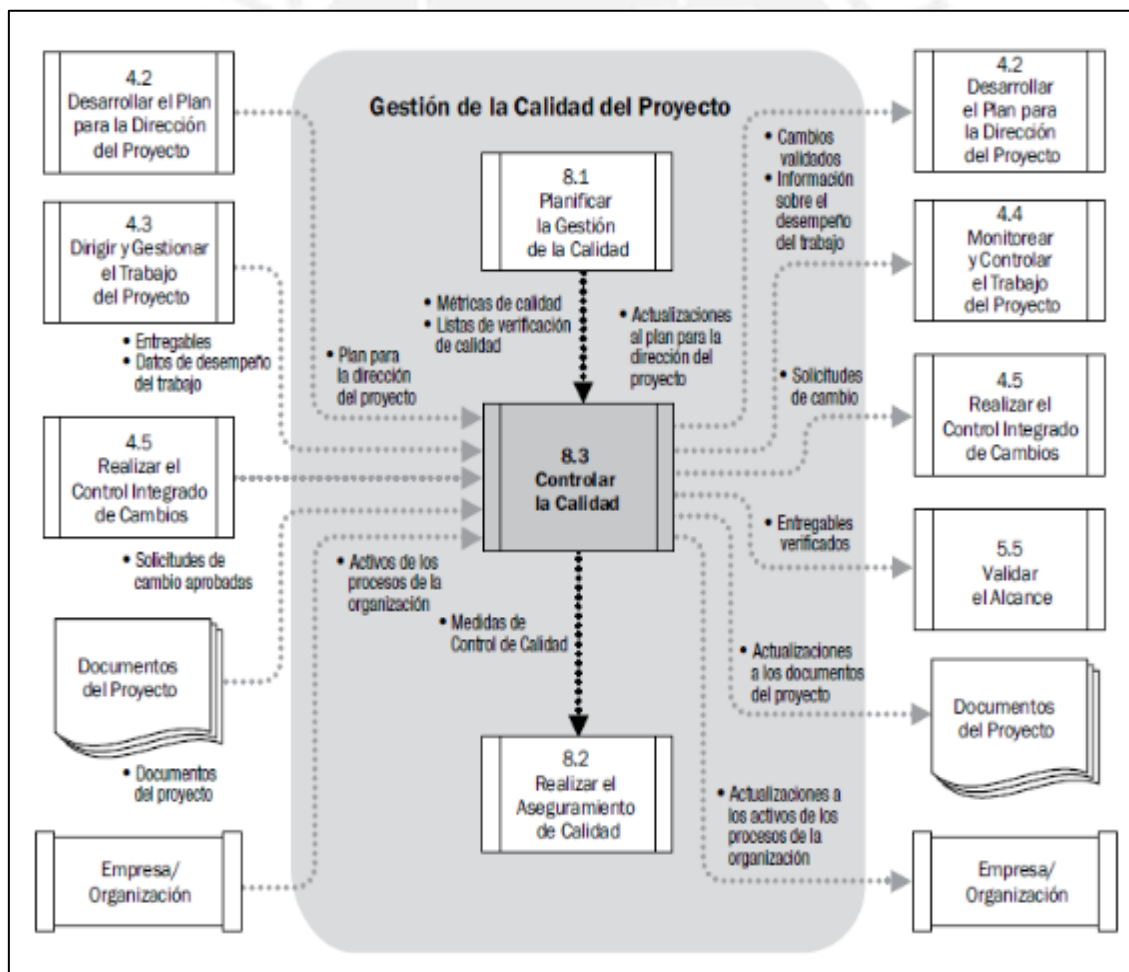 Gestión de la Calidad del Proyecto
4.2
Desarrollar el Plan
para la Dirección
del Proyecto
4.3
Dirigir y Gestionar
el Trabajo
del Proyecto
• Entregables
• Datos de desempeño
del trabajo
4.5
Realizar el
Control Integrado
de Cambios
• Solicitudes de
cambio aprobadas
Documentos
del Proyecto
• Documentos
del proyecto
Empresa/
Organización
• Plan para
la dirección
del proyecto
• Activos de los
procesos de la
organización
8.1
Planificar
la Gestión
de la Calidad
• Métricas de calidad
• Listas de verificación
de calidad
8.3
Controlar
la Calidad
• Medidas de
Control de Calidad
8.2
Realizar el
Aseguramiento
de Calidad
• Cambios
validados
• Información
sobre el
desempeño
del trabajo
• Actualizaciones
al plan para la
dirección del
proyecto
• Solicitudes
de cambio
• Entregables
verificados
• Actualizaciones
a los documentos
del proyecto
• Actualizaciones a
los activos de los
procesos de la
organización
4.2
Desarrollar
el Plan para
la Dirección
del Proyecto
4.4
Monitorear
y Controlar
el Trabajo
del Proyecto
4.5
Realizar el
Control Integrado
de Cambios
5.5
Validar
el Alcance
Documentos
del Proyecto
Empresa/
Organización